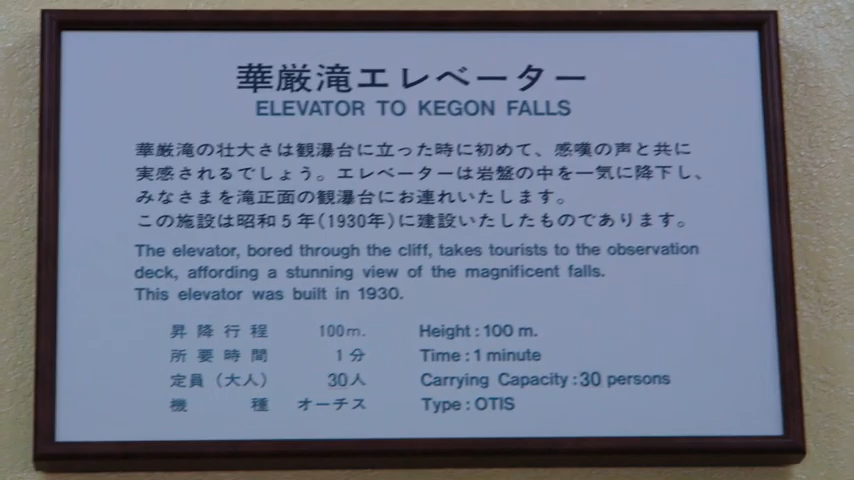 華厳滝エレベーター
ELEVATOR TO KEGON FALLS
華厳滝の壮大さは観瀑台に立った時に初めて、感嘆の声と共に
実感されるでしょう。エレベーターは岩盤の中を一気に降下し、
みなさまを滝正面の観瀑台にお連れいたします。
この施設は昭和5年(1930年)に建設いたしたものであります。
The elevator, bored through the cliff, takes tourists to the observation
deck, affording a stunning view of the magnificent falls.
This elevator was built in 1930.
昇降行程 100m. Height : 100 m.
所要時間 1分 Time : 1 minute
定員(大人) 30人 Carrying Capacity : 30 persons
機種 オーチス Type : OTIS